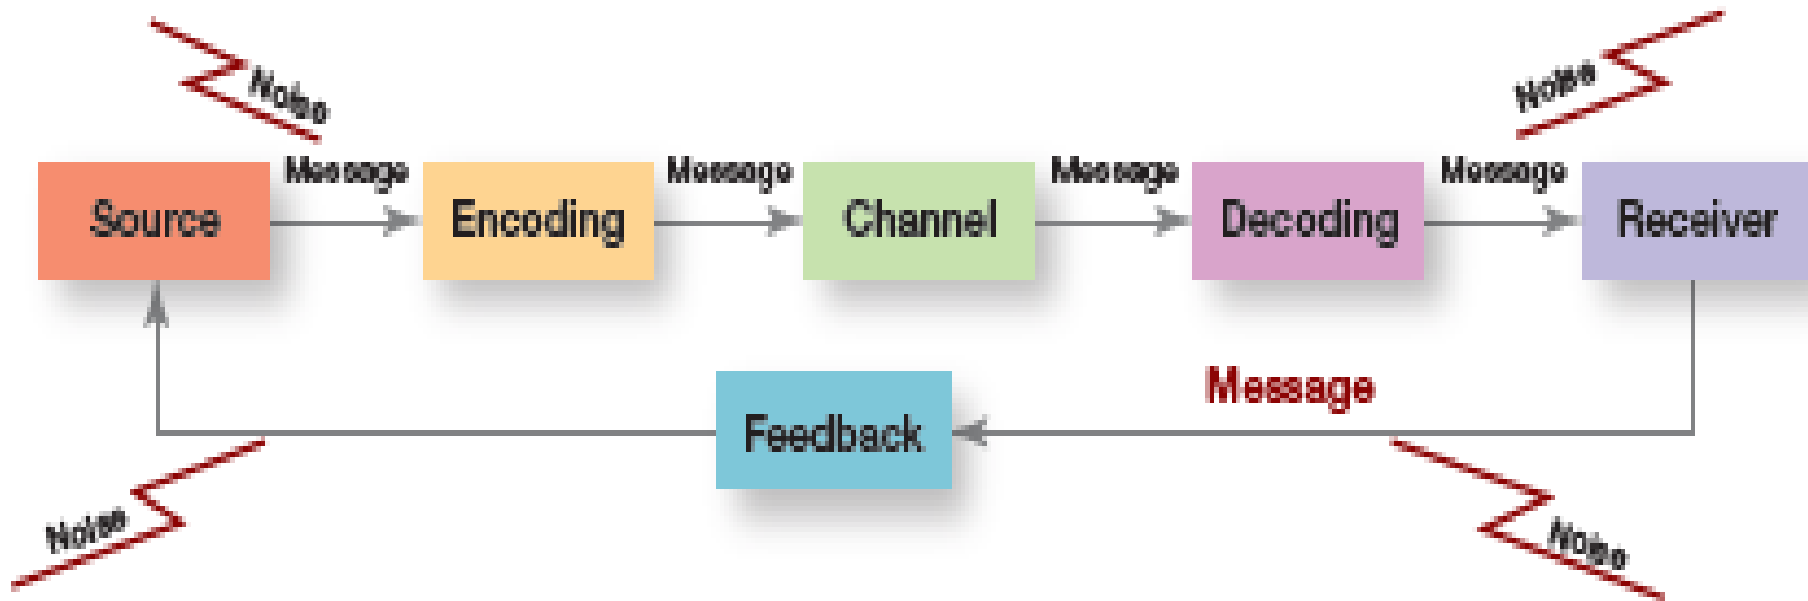 Noise
Noise
Message
Message
Message
Message
Source
Encoding
Channel
Decoding
Receiver
Message
Feedback
Noise
Noise